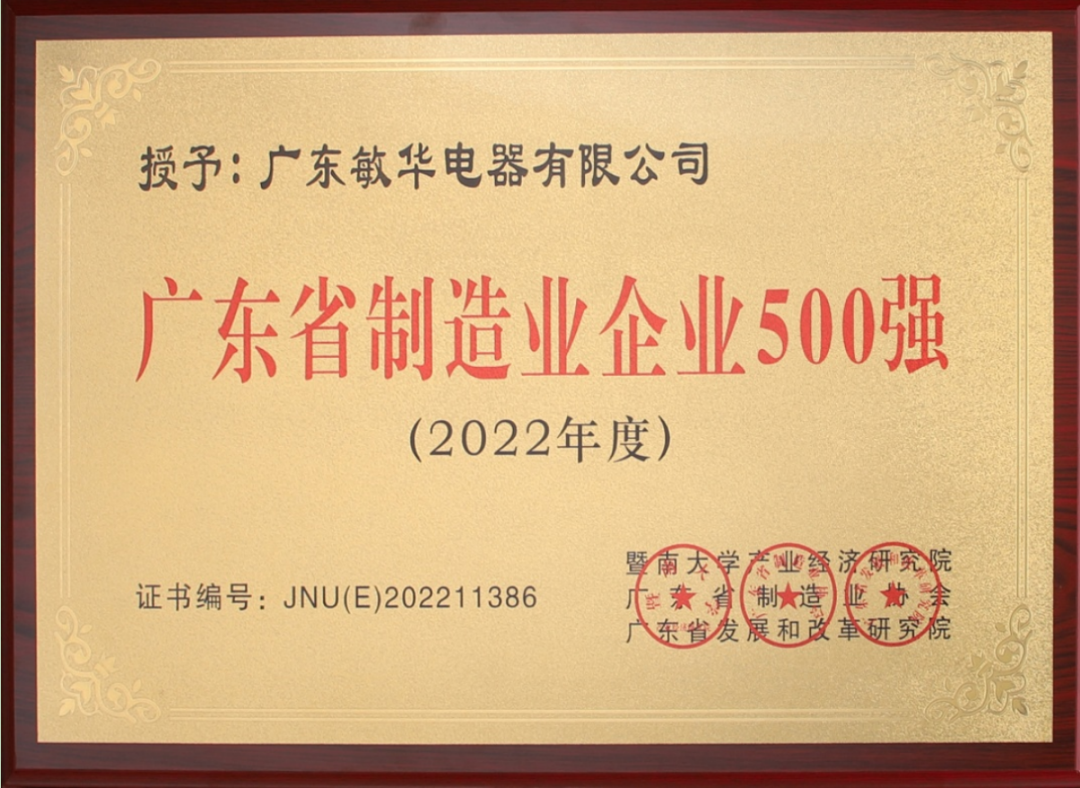 授予：广东敏华电器有限公司
广东省制造业企业500强
(2022年度)
证书编号：JNU(E)202211386
暨南大学产业经济研究院
广东省制造业协会
广东省发展和改革研究院